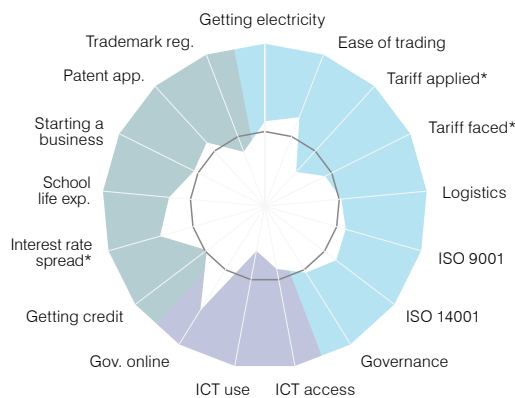 Getting electricity
Ease of trading
Tariff applied*
Tariff faced*
Logistics
ISO 9001
ISO 14001
Governance
ICT access
ICT use
Gov. online
Getting credit
Interest rate
spread*
School
life exp.
Starting a
business
Patent app.
Trademark reg.